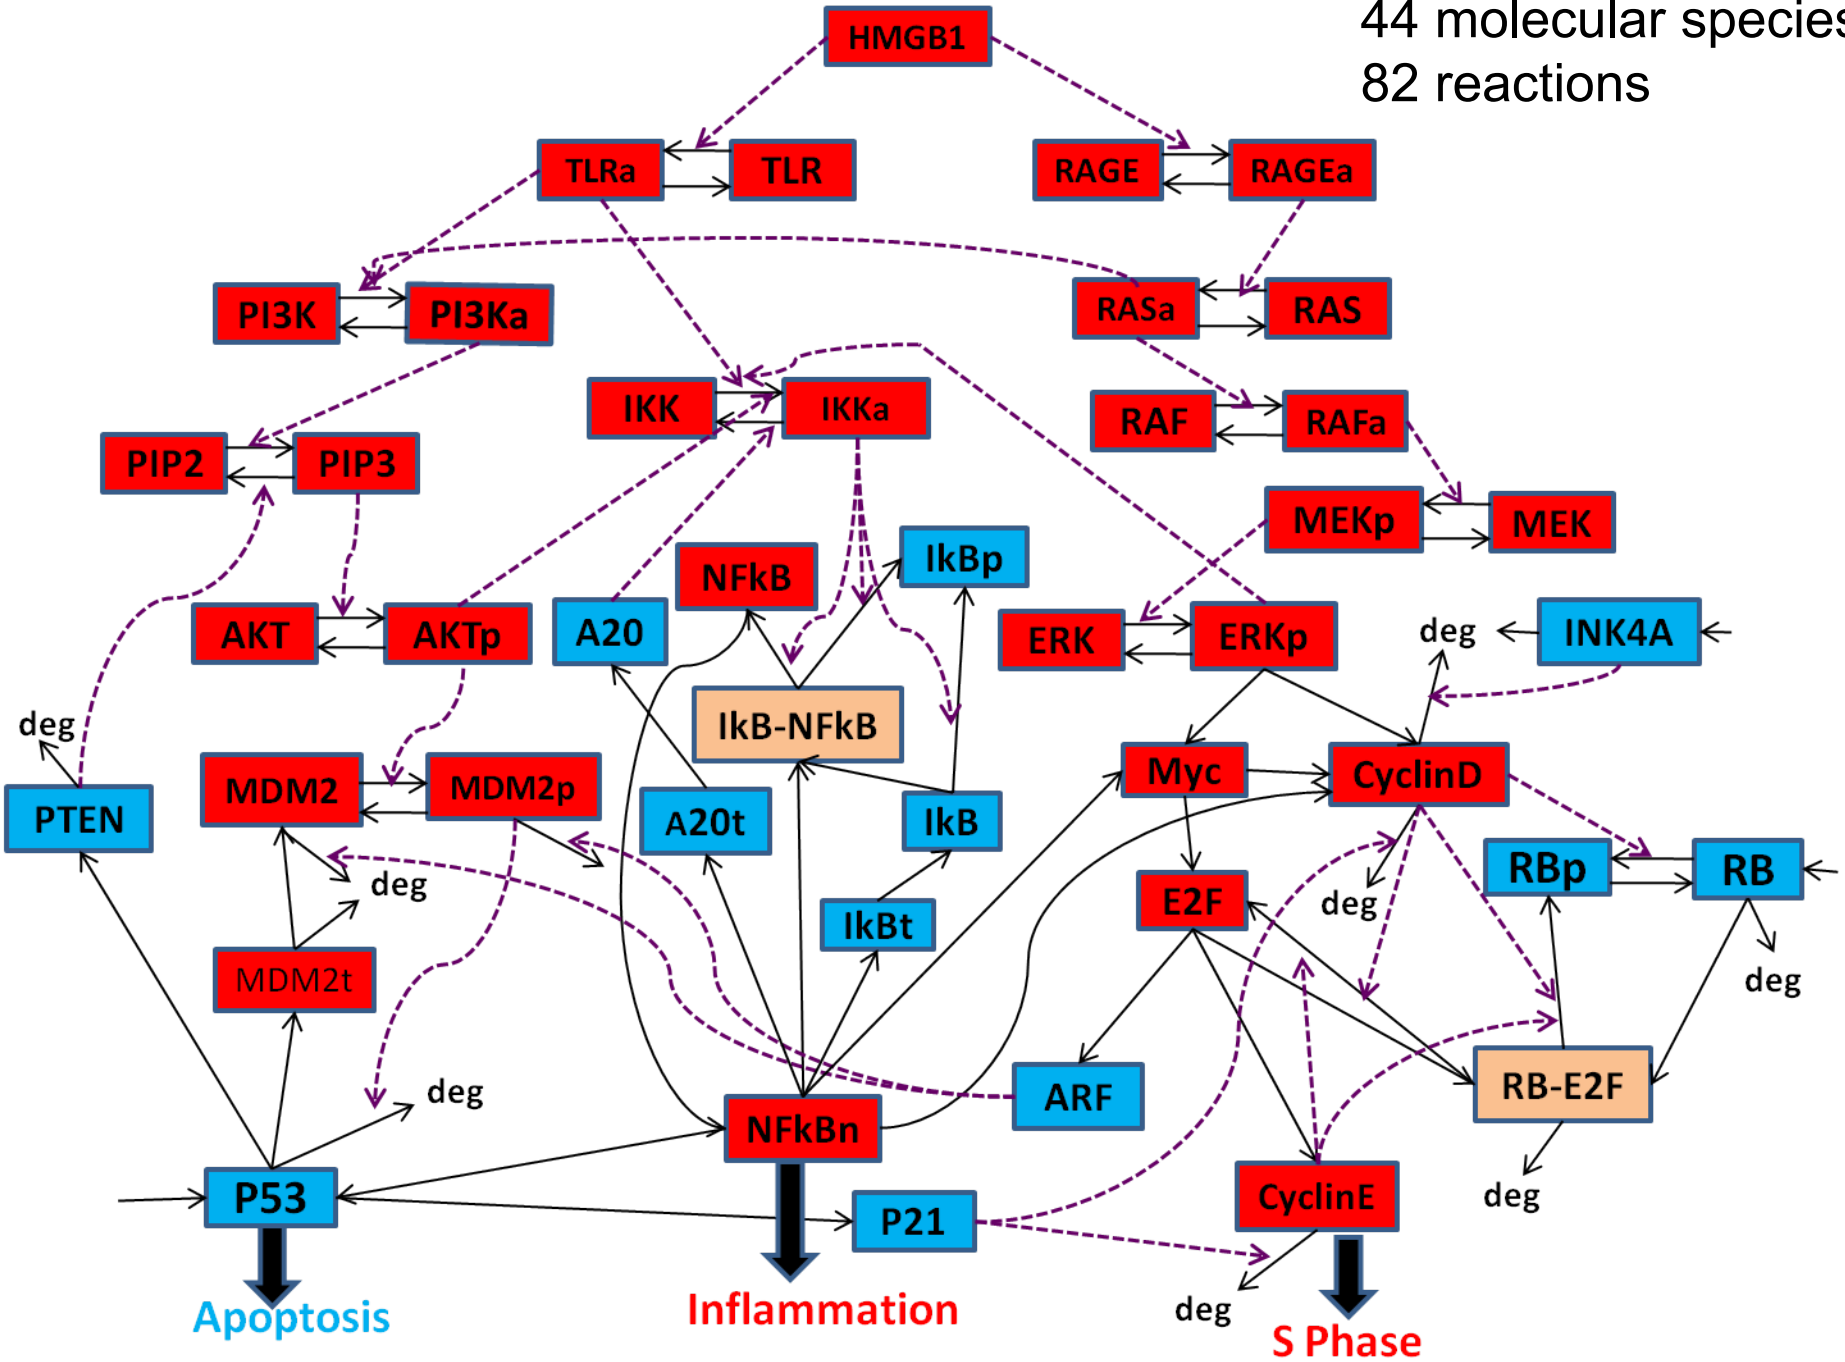 44 molecular species
82 reactions
HMGB1
TLRa
TLR
RAGE
RAGEa
PI3K
PI3Ka
RASa
RAS
IKK
IKKa
RAF
RAFa
PIP2
PIP3
MEKp
MEK
NFkB
IkBp
AKT
AKTp
A20
ERK
ERKp
deg
INK4A
deg
IkB-NFkB
MDM2
MDM2p
Myc
CyclinD
PTEN
A20t
IkB
RBp
RB
deg
E2F
deg
IkBt
MDM2t
deg
deg
ARF
RB-E2F
NFkBn
P53
P21
CyclinE
deg
deg
Apoptosis
Inflammation
S Phase